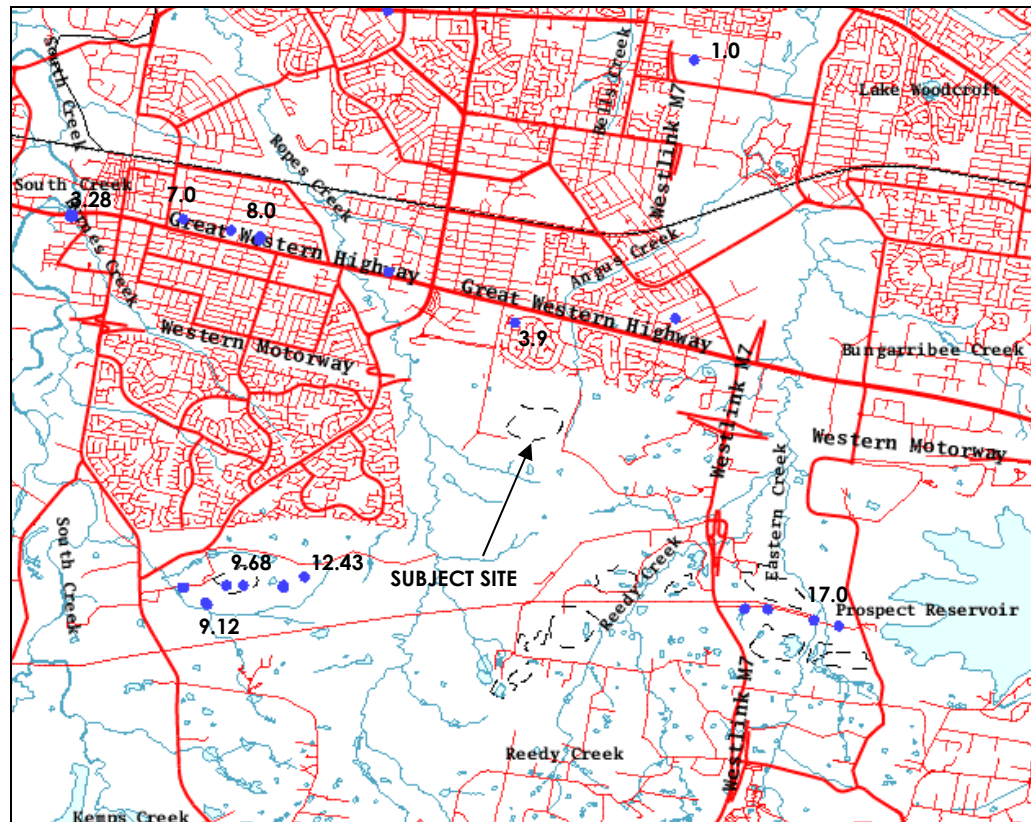 South Creek
Bells Creek
1.0
Westlink M7
Lake Woodcroft
Ropes Creek
South Creek
3.28
7.0
8.0
Great Western Highway
Angus Creek
Great Western Highway
Western Motorway
3.9
Bungarribee Creek
Westlink M7
Western Motorway
Eastern Creek
South Creek
9.68
12.43
SUBJECT SITE
9.12
Reedy Creek
17.0
Prospect Reservoir
Westlink M7
Reedy Creek
Kemps Creek